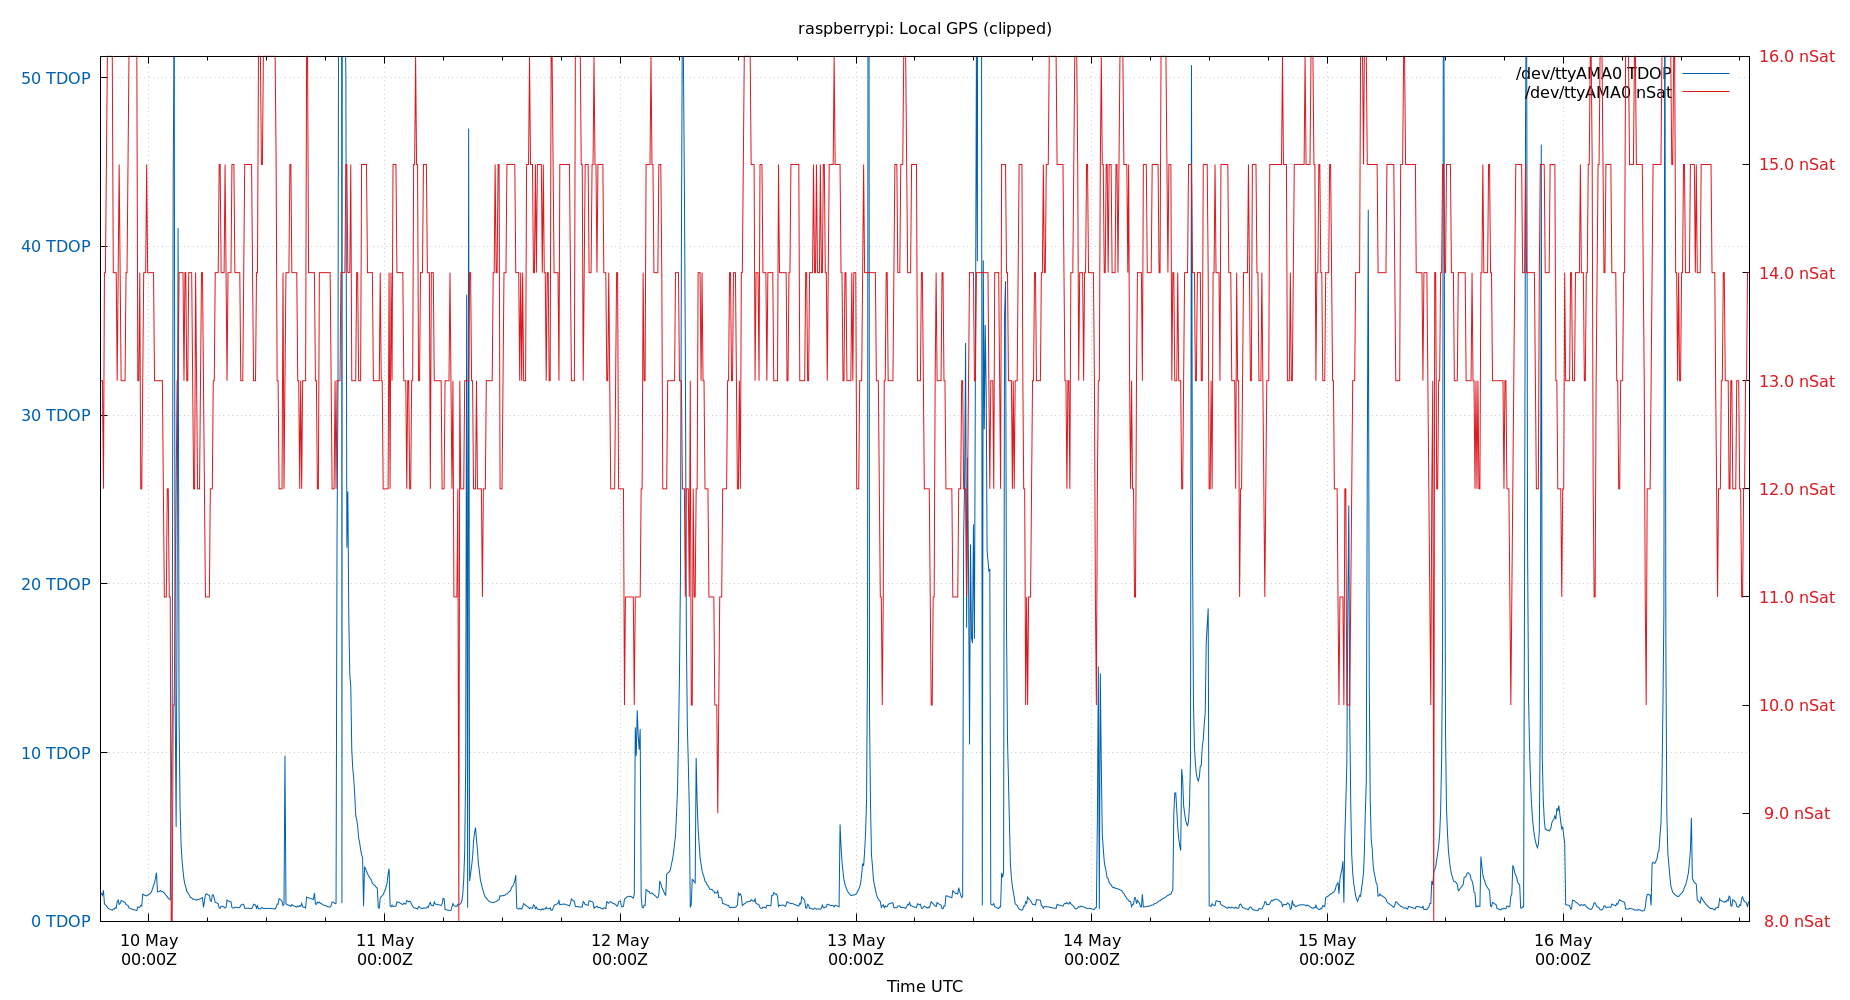 raspberrypi: Local GPS (clipped)
/dev/ttyAMA0 TDOP
/dev/ttyAMA0 nSat
50 TDOP
40 TDOP
30 TDOP
20 TDOP
10 TDOP
0 TDOP
16.0 nSat
15.0 nSat
14.0 nSat
13.0 nSat
12.0 nSat
11.0 nSat
10.0 nSat
9.0 nSat
8.0 nSat
10 May
00:00Z
11 May
00:00Z
12 May
00:00Z
13 May
00:00Z
14 May
00:00Z
15 May
00:00Z
16 May
00:00Z
Time UTC